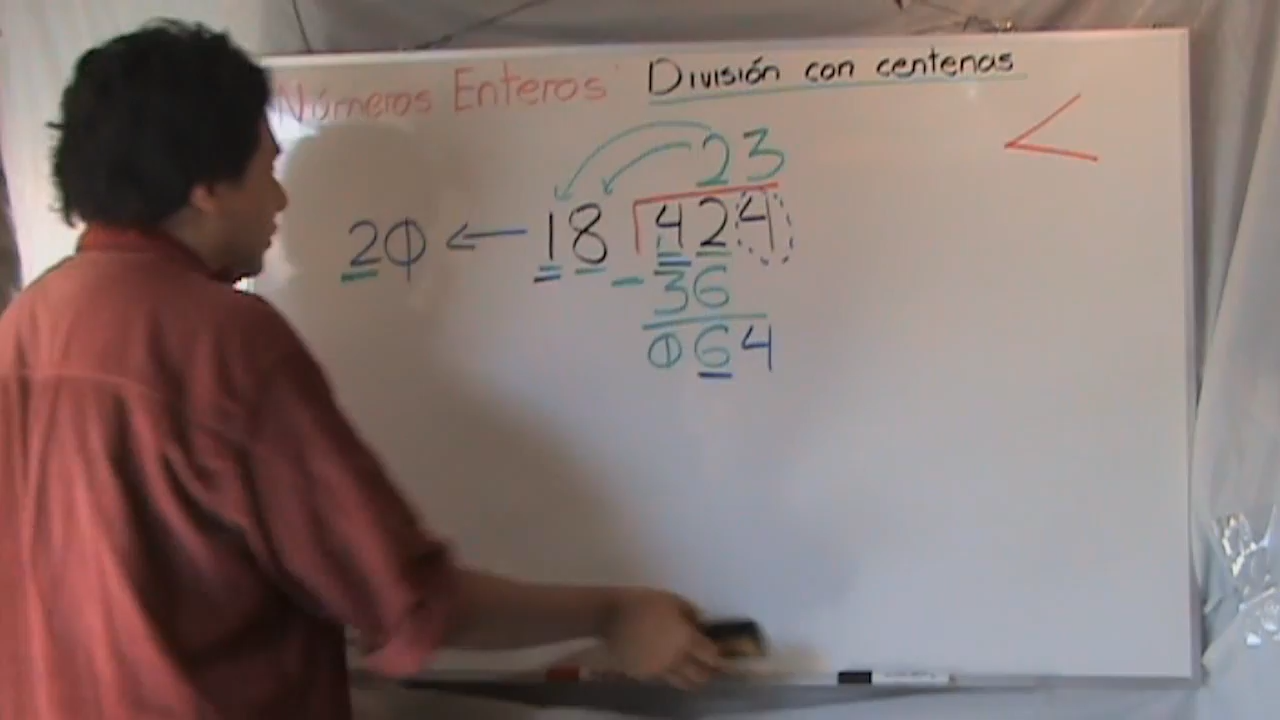 Números Enteros: División con centenas
23
20 ← 18 424
- 36
064
<